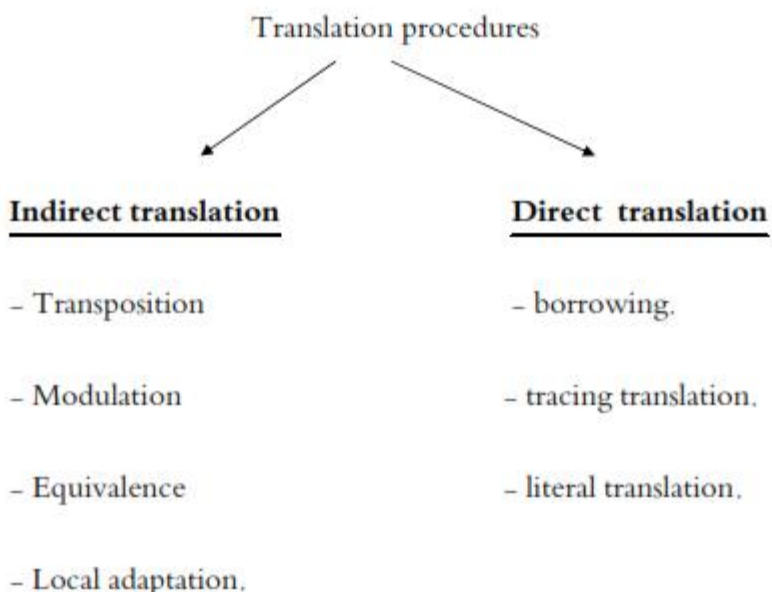 Translation procedures
Indirect translation
Direct translation
- Transposition
- borrowing.
- Modulation
- tracing translation.
- Equivalence
- literal translation.
- Local adaptation.